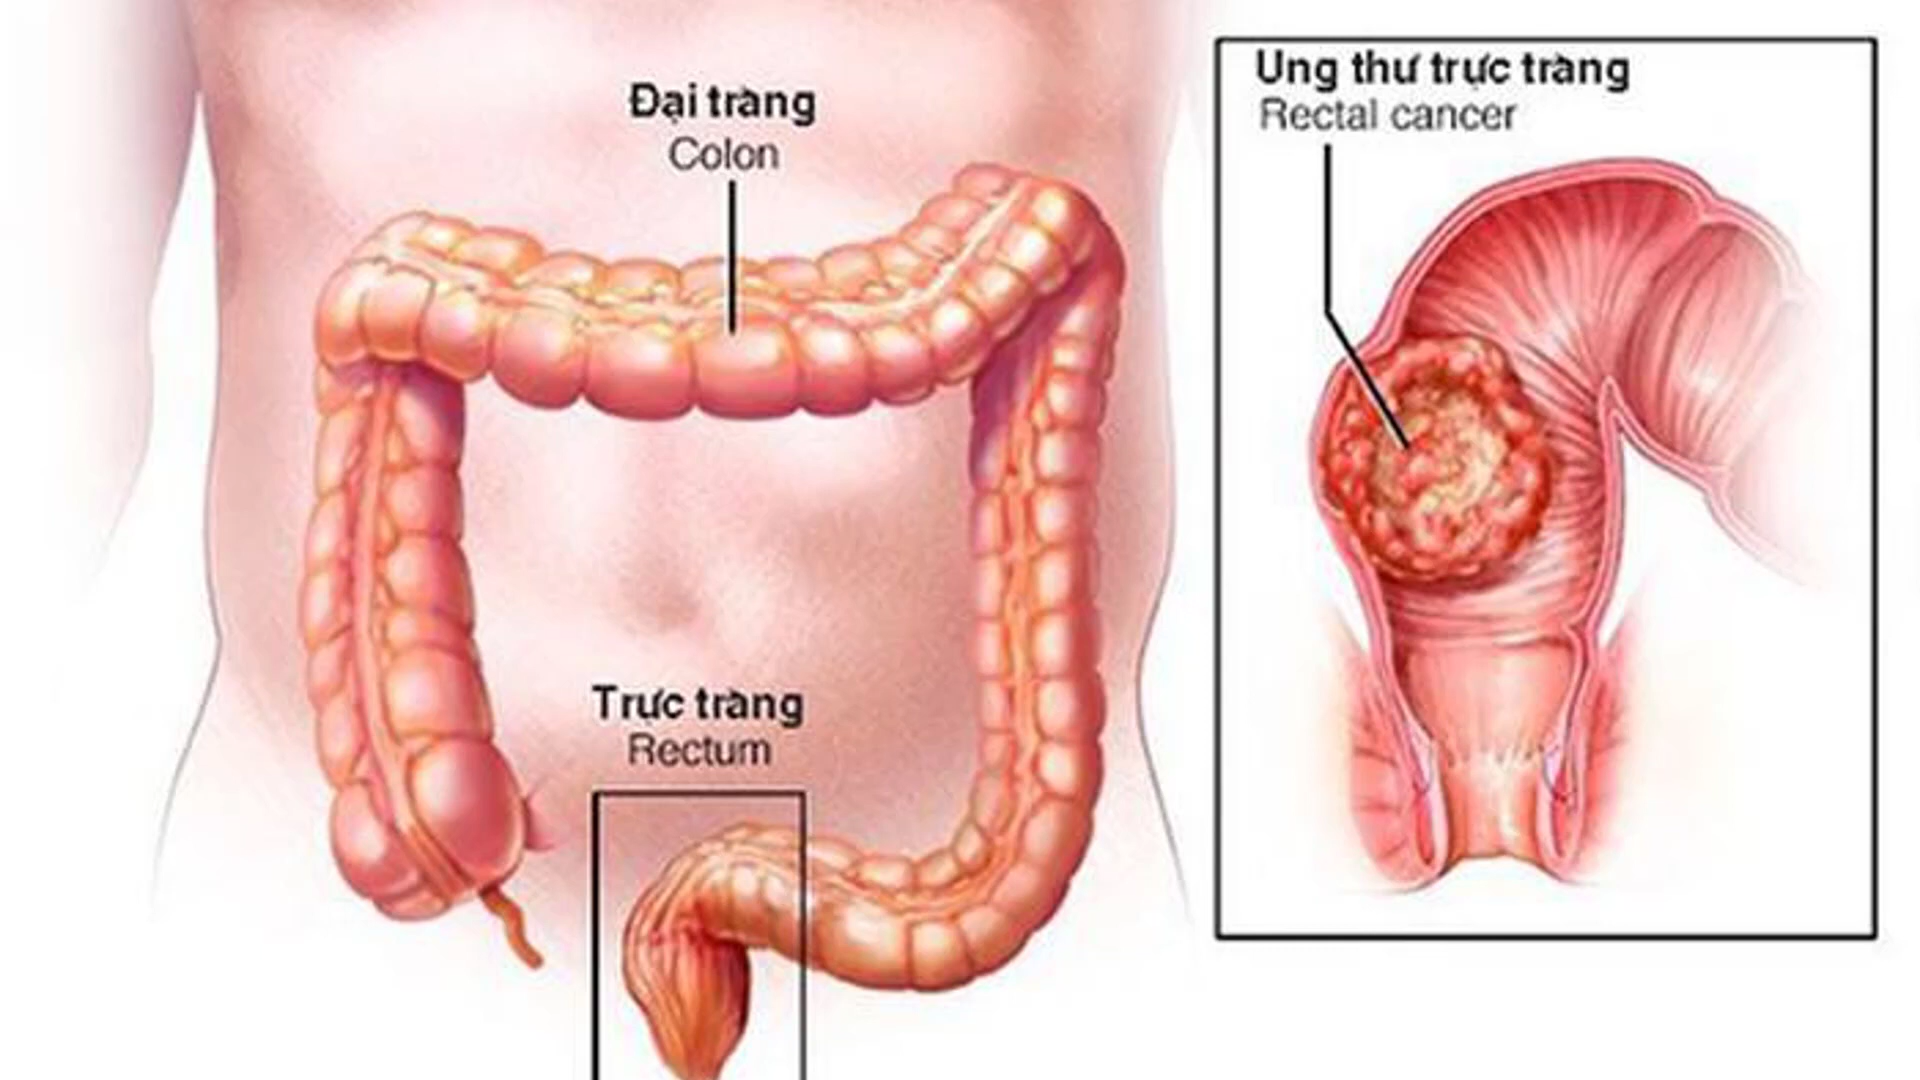 Đại tràng
Colon
Trực tràng
Rectum
Ung thư trực tràng
Rectal cancer